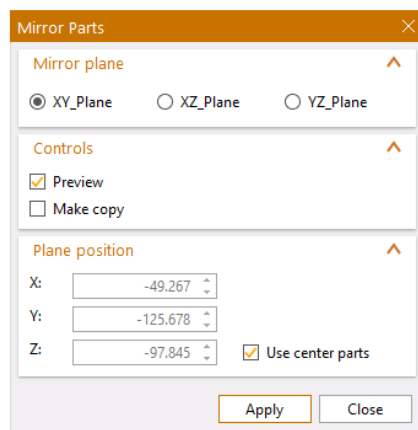 Mirror Parts
Mirror plane
XY_Plane XZ_Plane YZ_Plane
Controls
Preview
Make copy
Plane position
X: -49.267
Y: -125.678
Z: -97.845 Use center parts
Apply Close